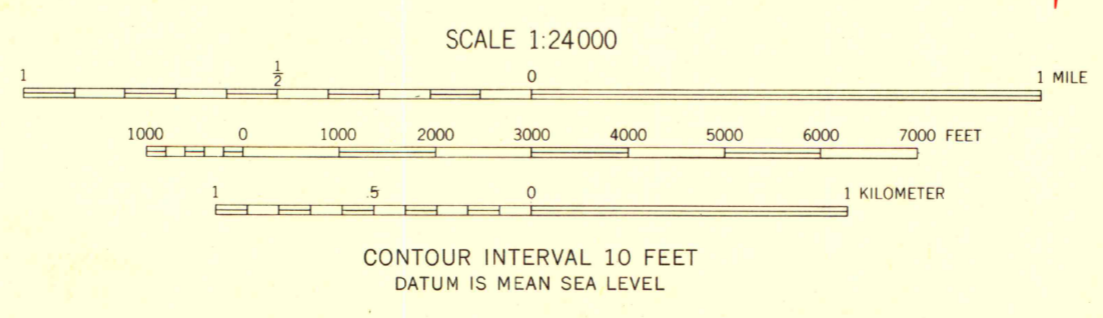 SCALE 1:24000
1 1/2 0 1 MILE
1000 0 1000 2000 3000 4000 5000 6000 7000 FEET
1 .5 0 1 KILOMETER
CONTOUR INTERVAL 10 FEET
DATUM IS MEAN SEA LEVEL